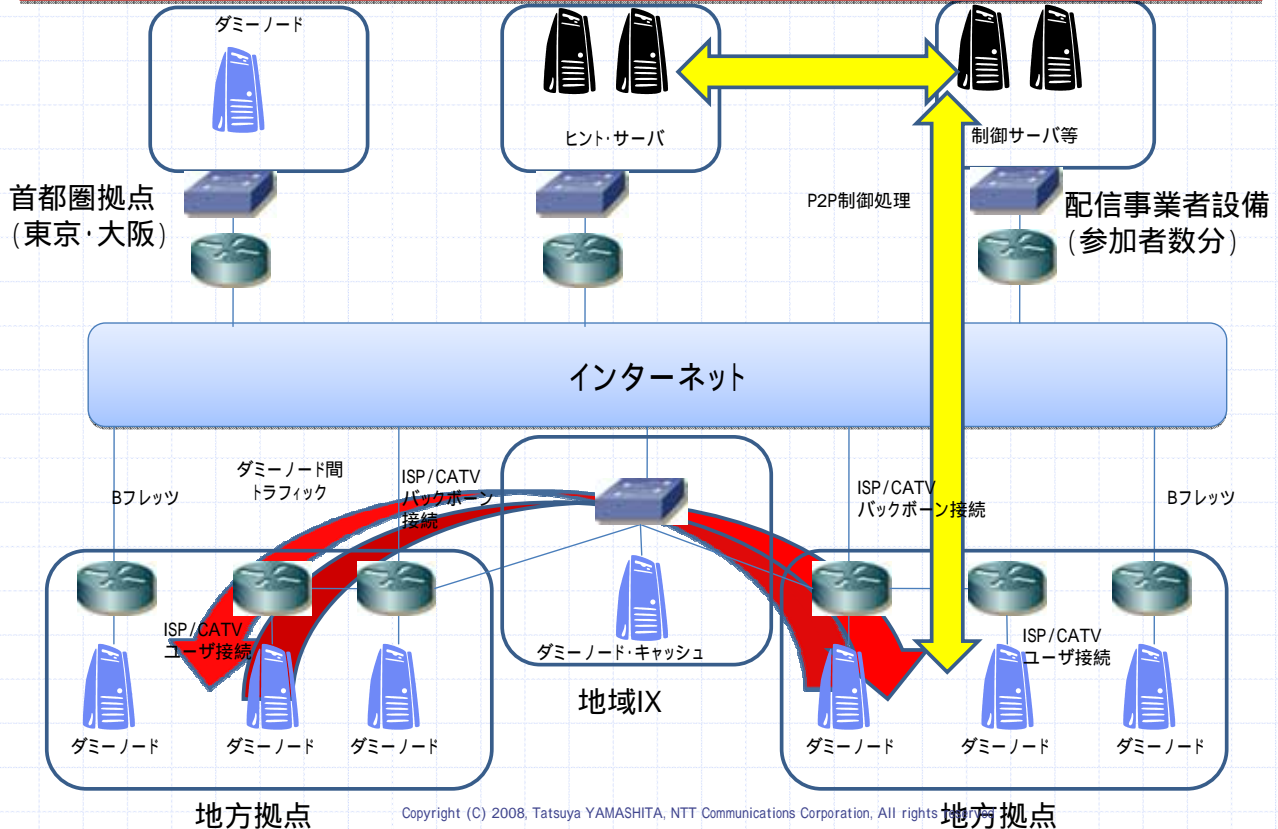 ダミーノード
ヒント・サーバ
制御サーバ等
首都圏拠点
(東京・大阪)
P2P制御処理
配信事業者設備
(参加者数分)
インターネット
Bフレッツ
ダミーノード間
トラフィック
ISP/CATV
バックボーン
接続
ISP/CATV
バックボーン接続
Bフレッツ
ISP/CATV
ユーザ接続
ダミーノード・キャッシュ
ISP/CATV
ユーザ接続
地域IX
ダミーノード
ダミーノード
ダミーノード
ダミーノード
ダミーノード
ダミーノード
地方拠点
Copyright (C) 2008, Tatsuya YAMASHITA, NTT Communications Corporation, All rights reserved
地方拠点